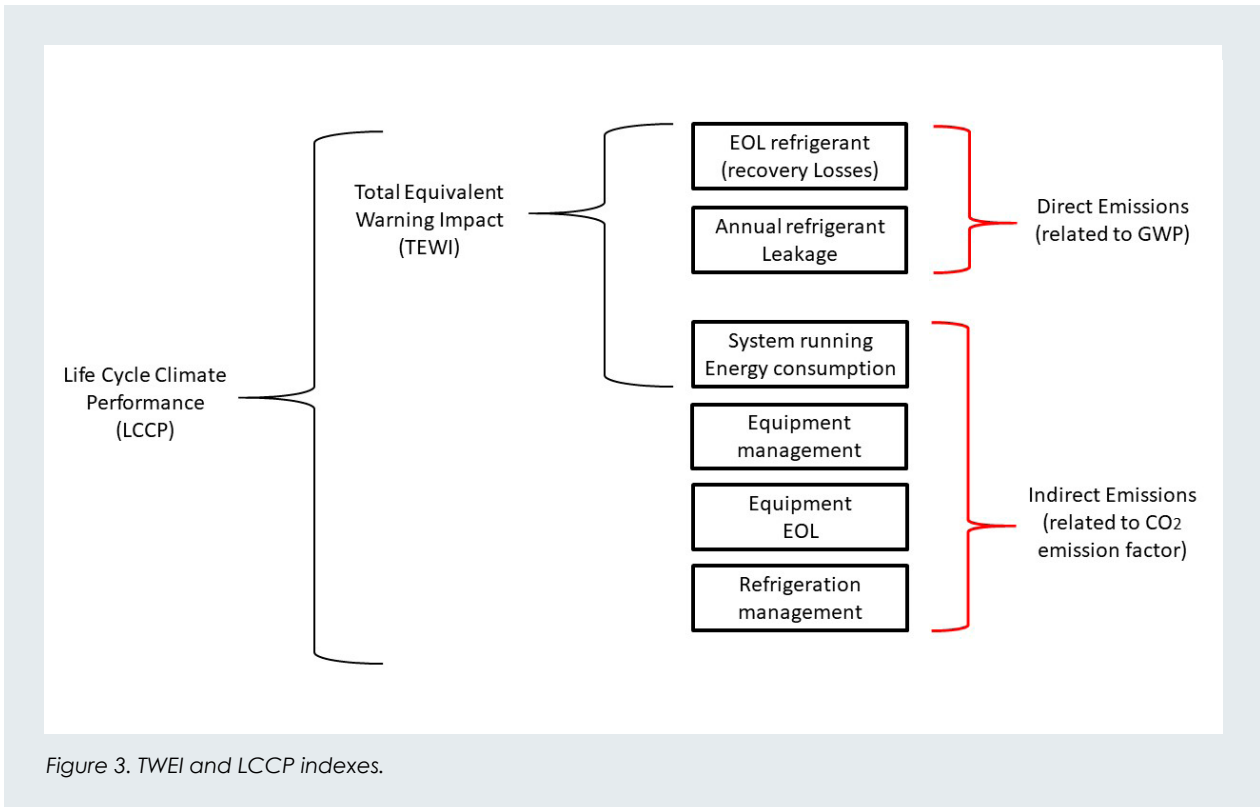 Life Cycle Climate
Performance
(LCCP)
Total Equivalent
Warning Impact
(TEWI)
EOL refrigerant
(recovery Losses)
Annual refrigerant
Leakage
System running
Energy consumption
Equipment
management
Equipment
EOL
Refrigeration
management
Direct Emissions
(related to GWP)
Indirect Emissions
(related to CO2
emission factor)
Figure 3. TWEI and LCCP indexes.